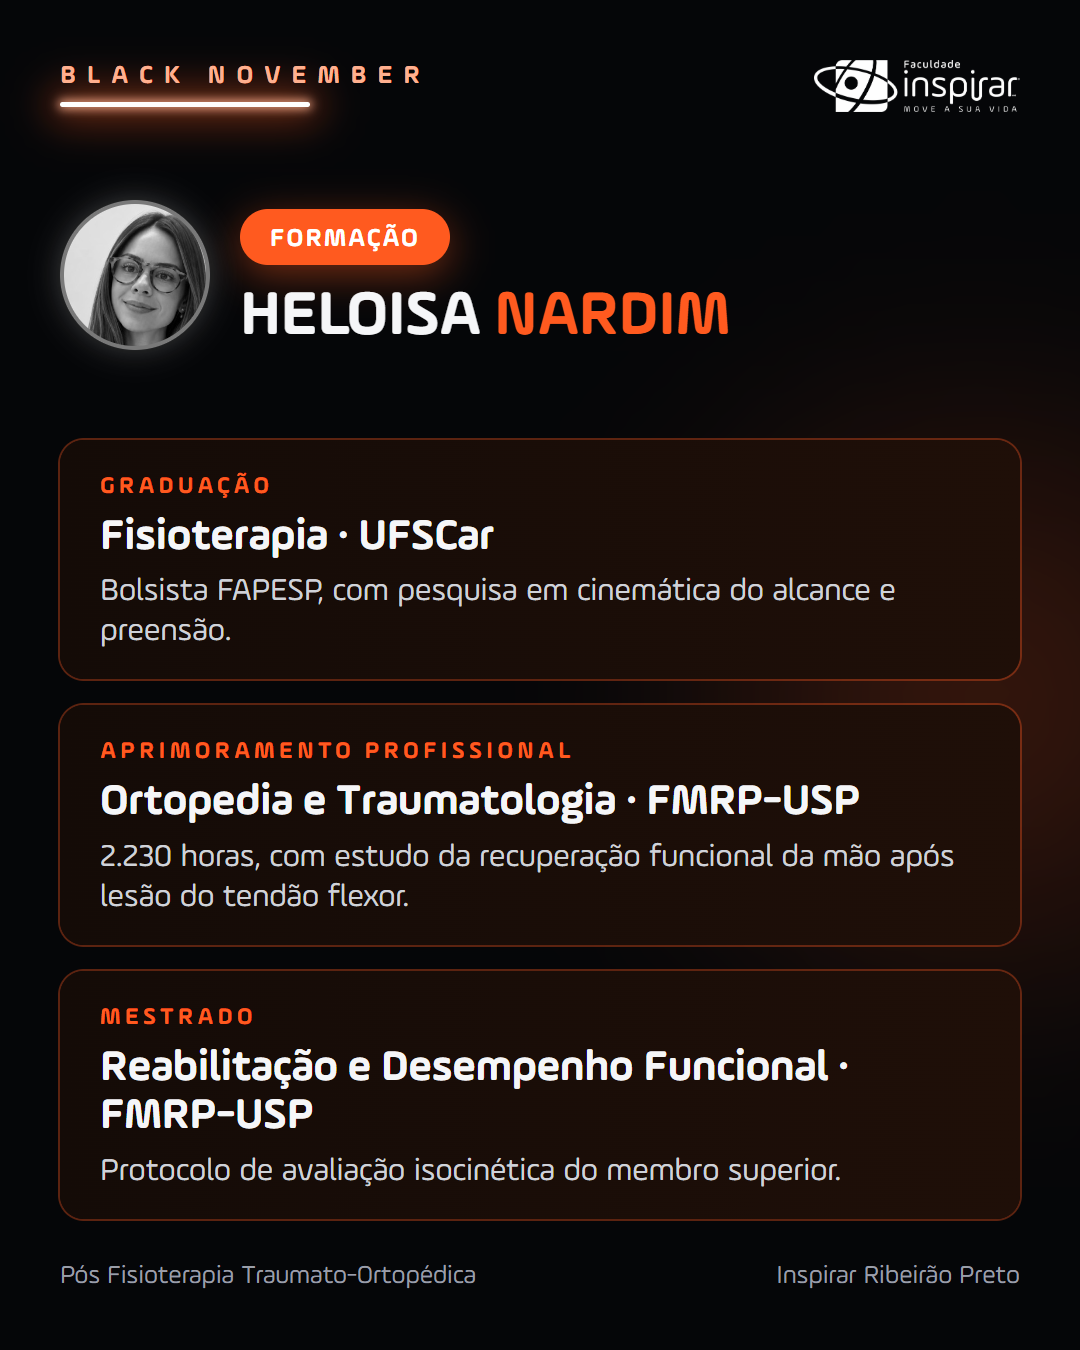 BLACK NOVEMBER
Faculdade
inspirar
MOVE A SUA VIDA
FORMAÇÃO
HELOISA NARDIM
GRADUAÇÃO
Fisioterapia · UFSCar
Bolsista FAPESP, com pesquisa em cinemática do alcance e
preensão.
APRIMORAMENTO PROFISSIONAL
Ortopedia e Traumatologia · FMRP-USP
2.230 horas, com estudo da recuperação funcional da mão após
lesão do tendão flexor.
MESTRADO
Reabilitação e Desempenho Funcional ·
FMRP-USP
Protocolo de avaliação isocinética do membro superior.
Pós Fisioterapia Traumato-Ortopédica
Inspirar Ribeirão Preto